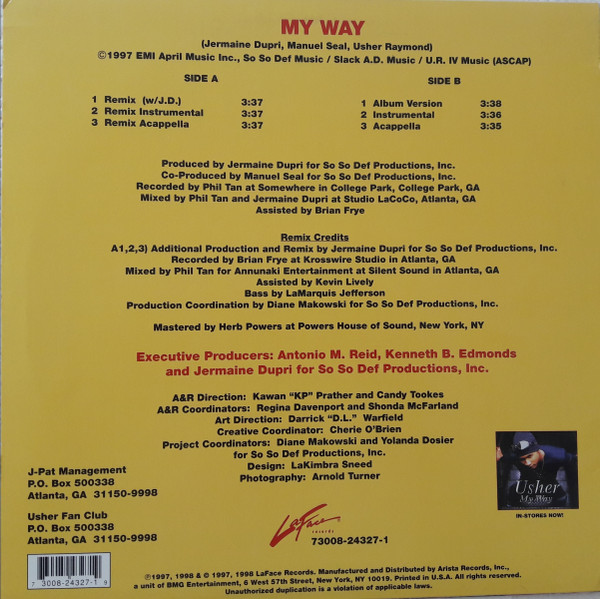 MY WAY
(Jermaine Dupri, Manuel Seal, Usher Raymond)
©1997 EMI April Music Inc., So So Def Music / Slack A.D. Music / U.R. IV Music (ASCAP)
SIDE A
1 Remix (w/J.D.) 3:37
2 Remix Instrumental 3:37
3 Remix Acappella 3:37
SIDE B
1 Album Version 3:38
2 Instrumental 3:36
3 Acappella 3:35
Produced by Jermaine Dupri for So So Def Productions, Inc.
Co-Produced by Manuel Seal for So So Def Productions, Inc.
Recorded by Phil Tan at Somewhere in College Park, College Park, GA
Mixed by Phil Tan and Jermaine Dupri at Studio LaCoCo, Atlanta, GA
Assisted by Brian Frye
Remix Credits
A1,2,3) Additional Production and Remix by Jermaine Dupri for So So Def Productions, Inc.
Recorded by Brian Frye at Krosswire Studio in Atlanta, GA
Mixed by Phil Tan for Annunaki Entertainment at Silent Sound in Atlanta, GA
Assisted by Kevin Lively
Bass by LaMarquis Jefferson
Production Coordination by Diane Makowski for So So Def Productions, Inc.
Mastered by Herb Powers at Powers House of Sound, New York, NY
Executive Producers: Antonio M. Reid, Kenneth B. Edmonds
and Jermaine Dupri for So So Def Productions, Inc.
A&R Direction: Kawan “KP” Prather and Candy Tookes
A&R Coordinators: Regina Davenport and Shonda McFarland
Art Direction: Darrick “D.L.” Warfield
Creative Coordinator: Cherie O’Brien
Project Coordinators: Diane Makowski and Yolanda Dosier
for So So Def Productions, Inc.
Design: LaKimbra Sneed
Photography: Arnold Turner
J-Pat Management
P.O. Box 500338
Atlanta, GA 31150-9998
Usher Fan Club
P.O. Box 500338
Atlanta, GA 31150-9998
Usher
My Way
IN-STORES NOW!
LaFace
records
73008-24327-1
7 3008-24327-1 9
℗1997, 1998 & © 1997, 1998 LaFace Records. Manufactured and Distributed by Arista Records, Inc.,
a unit of BMG Entertainment, 6 West 57th Street, New York, NY 10019. Printed in U.S.A. All rights reserved.
Unauthorized duplication is a violation of applicable laws.